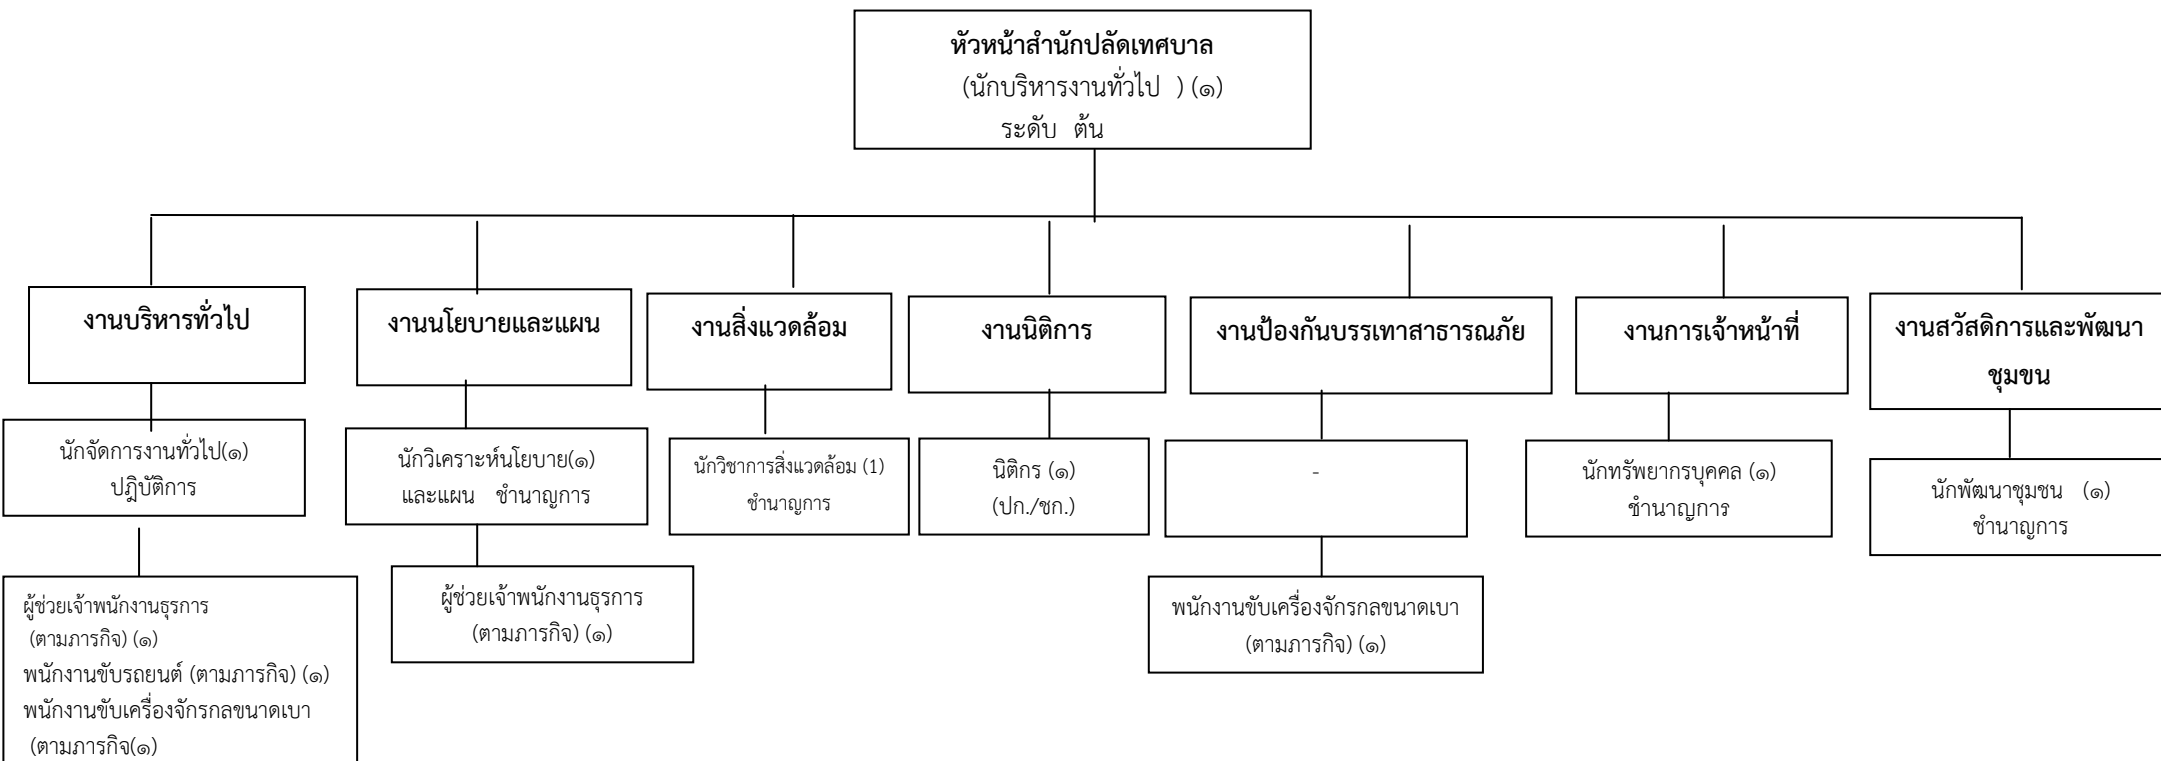 หัวหน้าสำนักปลัดเทศบาล
(นักบริหารงานทั่วไป ) (๑)
ระดับ ต้น
งานบริหารทั่วไป
งานนโยบายและแผน
งานสิ่งแวดล้อม
งานนิติการ
งานป้องกันบรรเทาสาธารณภัย
งานการเจ้าหน้าที่
งานสวัสดิการและพัฒนา
ชุมขน
นักจัดการงานทั่วไป(๑)
ปฎิบัติการ
นักวิเคราะห์นโยบาย(๑)
และแผน ชำนาญการ
นักวิชาการสิ่งแวดล้อม (1)
ชำนาญการ
นิติกร (๑)
(ปก./ชก.)
-
นักทรัพยากรบุคคล (๑)
ชำนาญการ
นักพัฒนาชุมชน (๑)
ชำนาญการ
ผู้ช่วยเจ้าพนักงานธุรการ
(ตามภารกิจ) (๑)
พนักงานขับรถยนต์ (ตามภารกิจ) (๑)
พนักงานขับเครื่องจักรกลขนาดเบา
(ตามภารกิจ(๑)
ผู้ช่วยเจ้าพนักงานธุรการ
(ตามภารกิจ) (๑)
พนักงานขับเครื่องจักรกลขนาดเบา
(ตามภารกิจ) (๑)